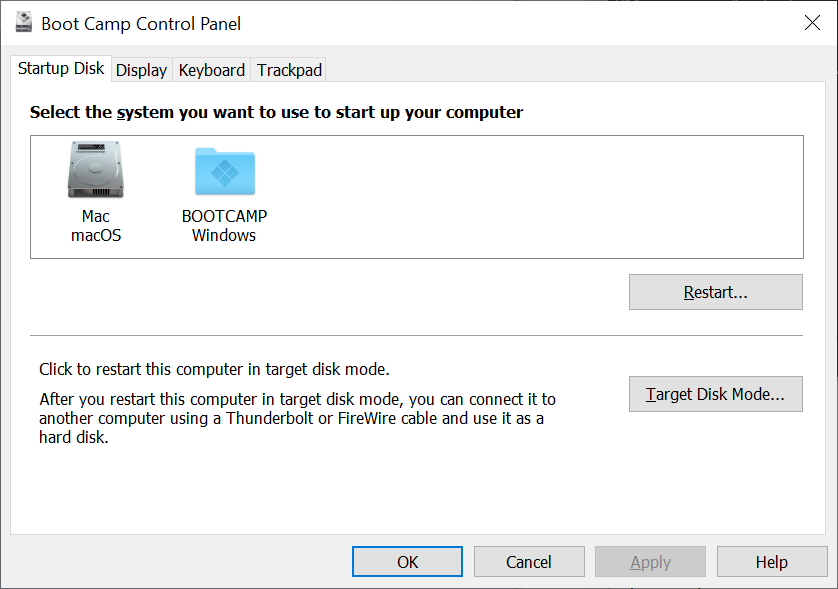 Boot Camp Control Panel
Startup Disk
Display
Keyboard
Trackpad
Select the system you want to use to start up your computer
Mac
macOS
BOOTCAMP
Windows
Restart...
Click to restart this computer in target disk mode.
After you restart this computer in target disk mode, you can connect it to
another computer using a Thunderbolt or FireWire cable and use it as a
hard disk.
Target Disk Mode...
OK
Cancel
Apply
Help